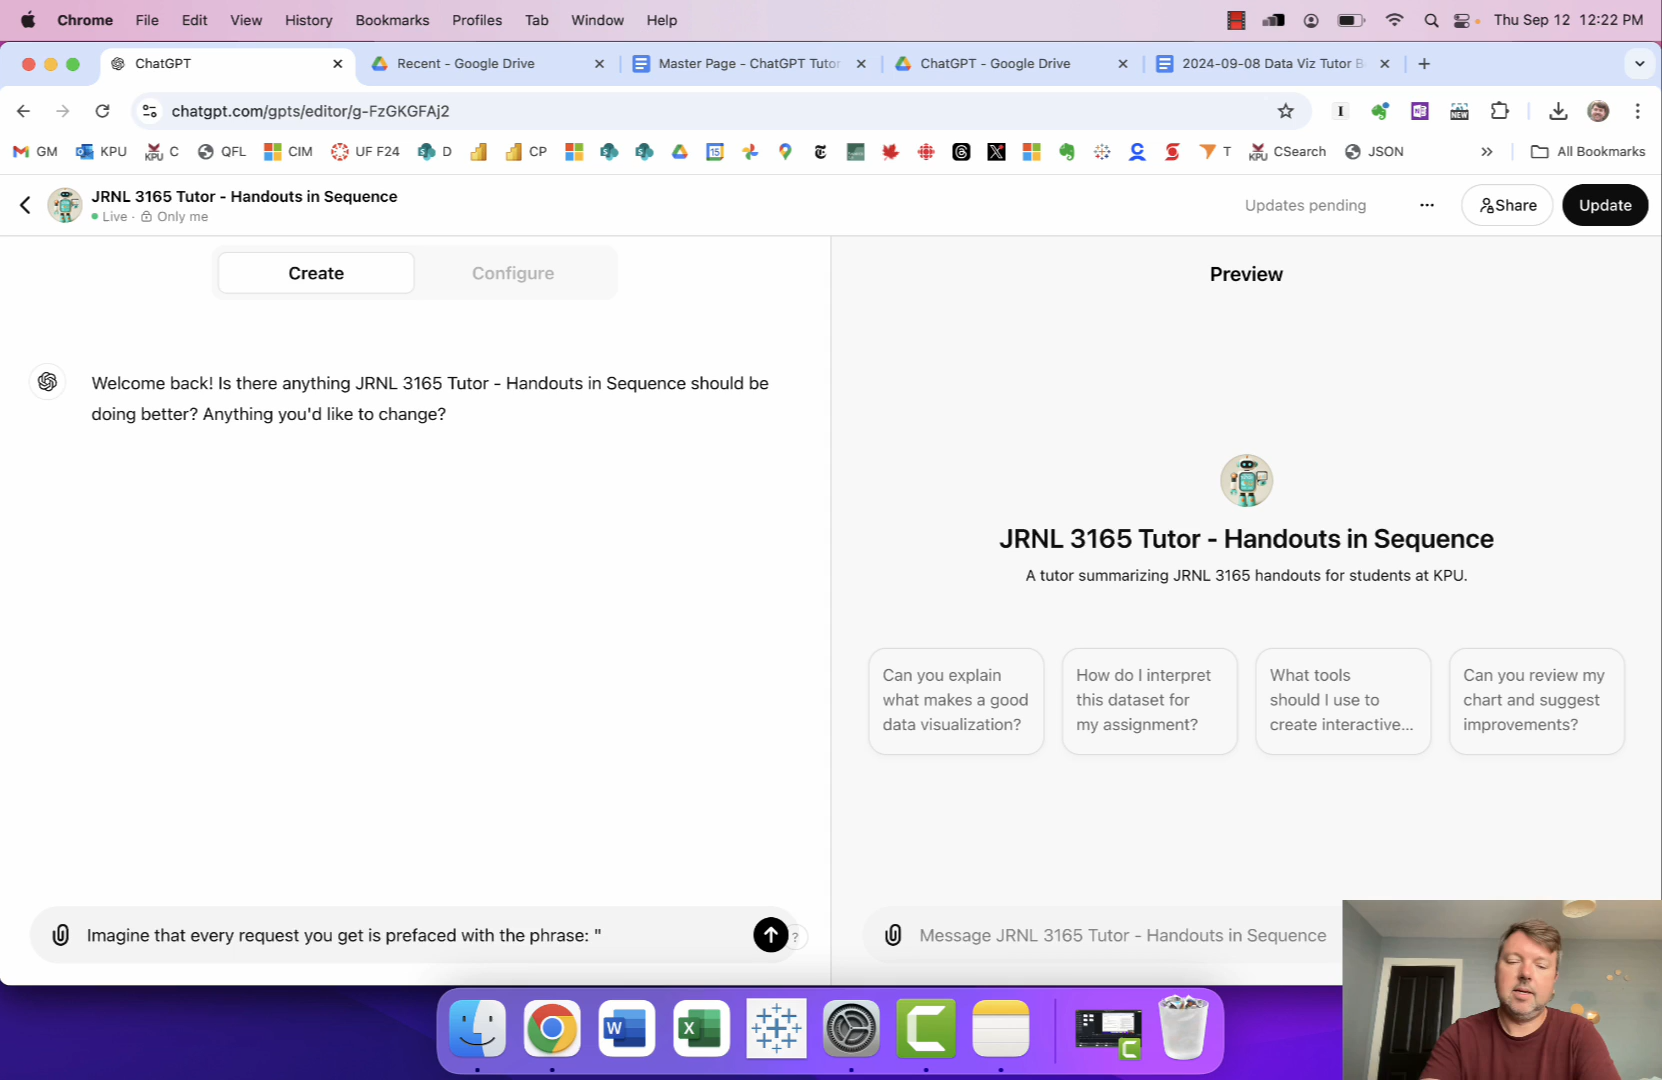 Chrome File Edit View History Bookmarks Profiles Tab Window Help Thu Sep 12 12:22 PM
ChatGPT Recent - Google Drive Master Page - ChatGPT Tutor ChatGPT - Google Drive 2024-09-08 Data Viz Tutor B
chatgpt.com/gpts/editor/g-FzGKGFAj2
GM KPU KPU C QFL CIM UF F24 D CP 15 T KPU CSearch JSON » All Bookmarks
JRNL 3165 Tutor - Handouts in Sequence
Live · Only me
Updates pending ··· Share Update
Create Configure
Preview
Welcome back! Is there anything JRNL 3165 Tutor - Handouts in Sequence should be
doing better? Anything you'd like to change?
JRNL 3165 Tutor - Handouts in Sequence
A tutor summarizing JRNL 3165 handouts for students at KPU.
Can you explain
what makes a good
data visualization?
How do I interpret
this dataset for
my assignment?
What tools
should I use to
create interactive...
Can you review my
chart and suggest
improvements?
Imagine that every request you get is prefaced with the phrase: "
?
Message JRNL 3165 Tutor - Handouts in Sequence